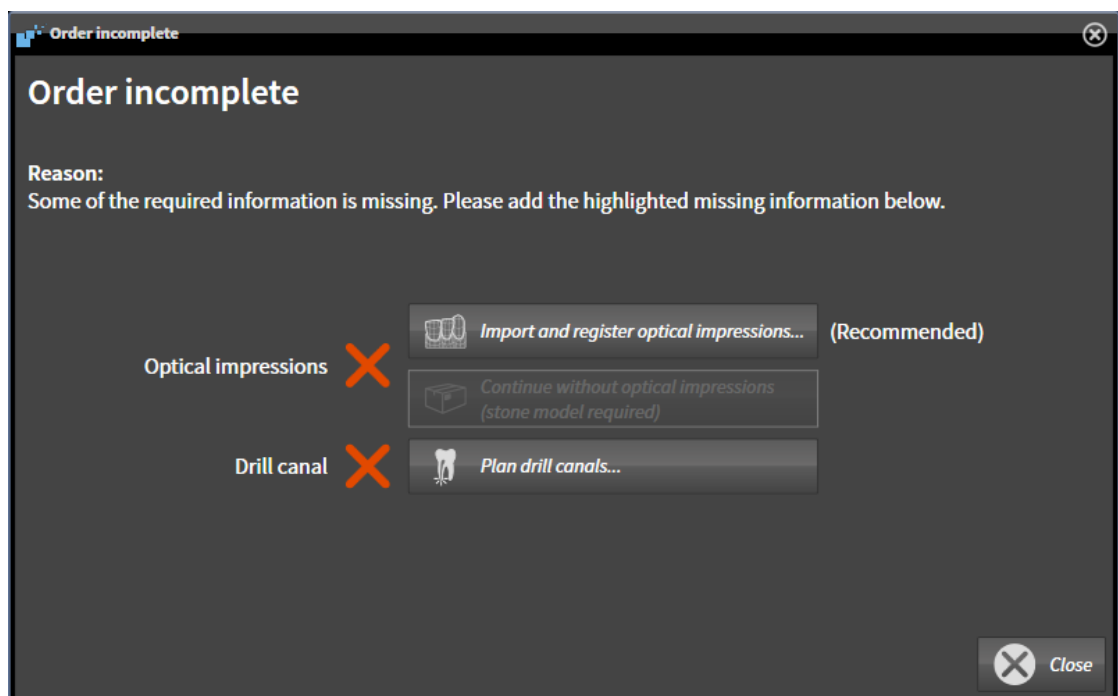 Order incomplete
Order incomplete
Reason:
Some of the required information is missing. Please add the highlighted missing information below.
Optical impressions
Import and register optical impressions... (Recommended)
Continue without optical impressions
(stone model required)
Drill canal
Plan drill canals...
Close